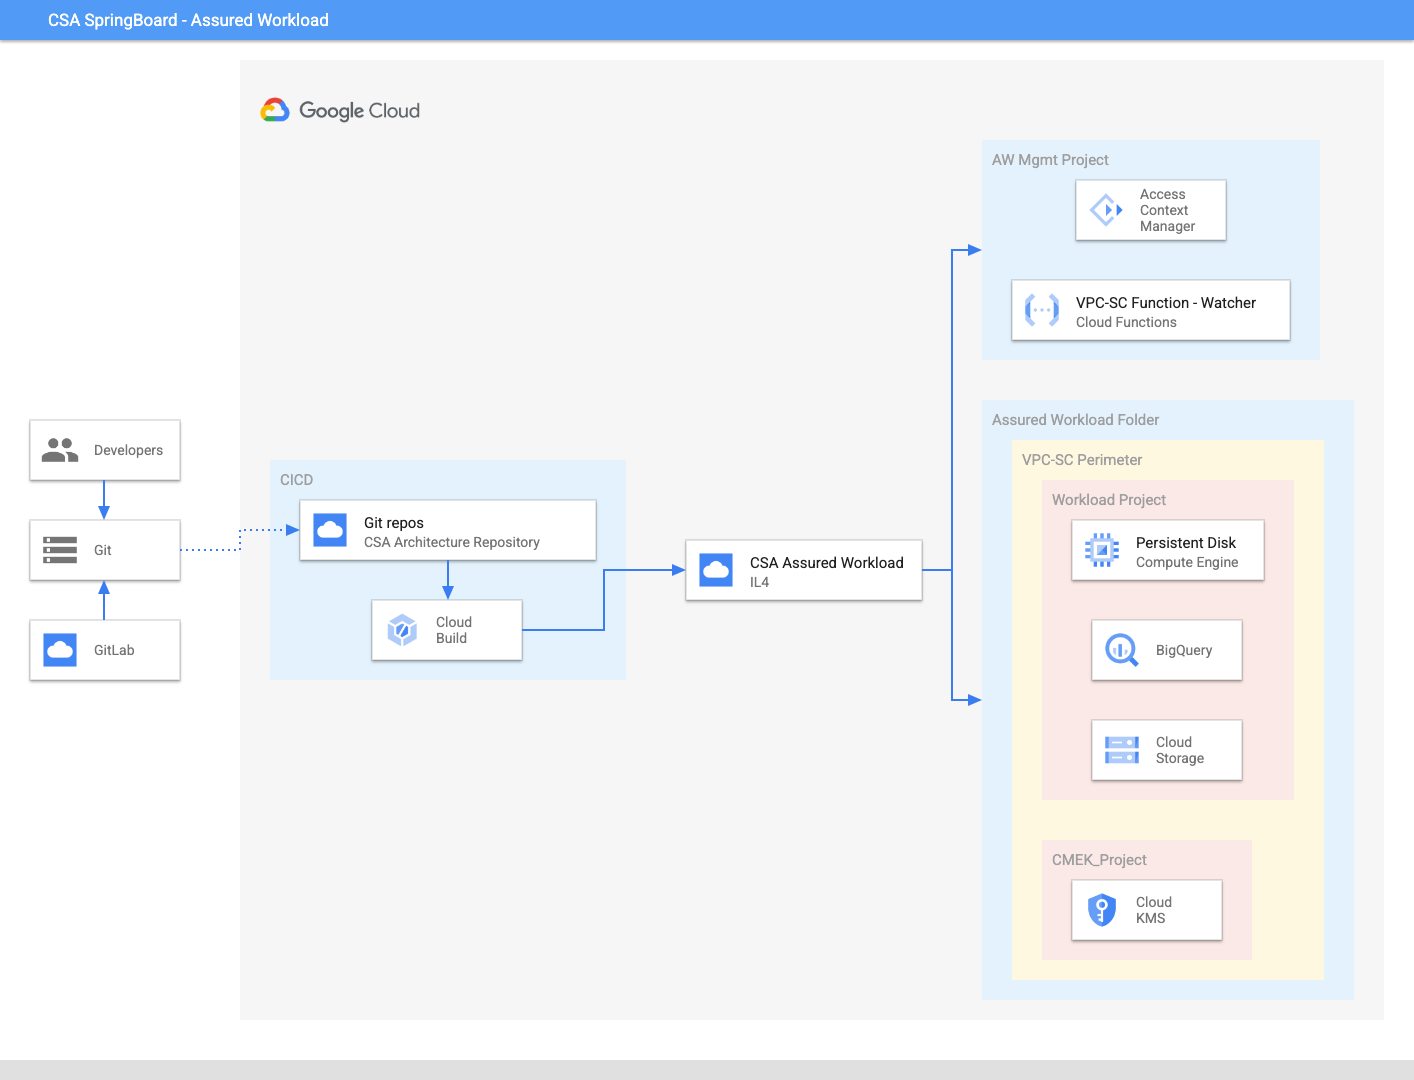 CSA SpringBoard - Assured Workload
Google Cloud
AW Mgmt Project
Access
Context
Manager
VPC-SC Function - Watcher
Cloud Functions
Developers
Git
GitLab
CICD
Git repos
CSA Architecture Repository
Cloud
Build
CSA Assured Workload
IL4
Assured Workload Folder
VPC-SC Perimeter
Workload Project
Persistent Disk
Compute Engine
BigQuery
Cloud
Storage
CMEK_Project
Cloud
KMS